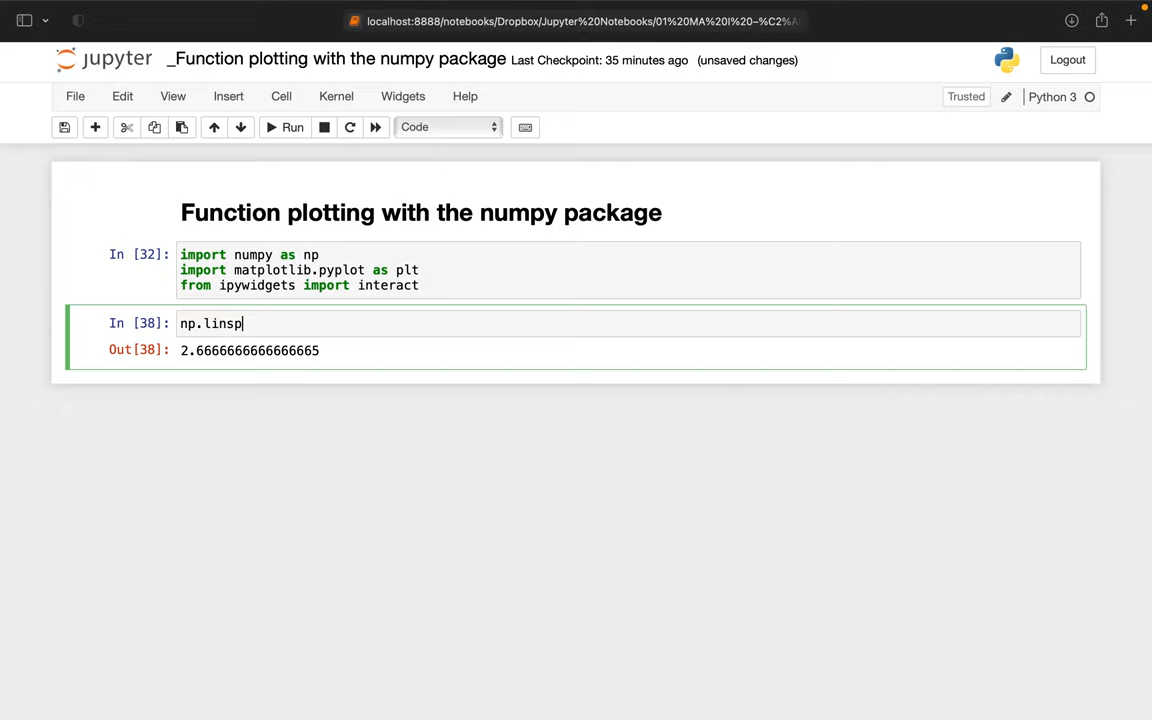 localhost:8888/notebooks/Dropbox/Jupyter%20Notebooks/01%20MA%20I%20–%C2%A
jupyter _Function plotting with the numpy package Last Checkpoint: 35 minutes ago (unsaved changes) Logout
File Edit View Insert Cell Kernel Widgets Help Trusted Python 3
Run Code
Function plotting with the numpy package
In [32]: import numpy as np
import matplotlib.pyplot as plt
from ipywidgets import interact
In [38]: np.linsp
Out[38]: 2.6666666666666665